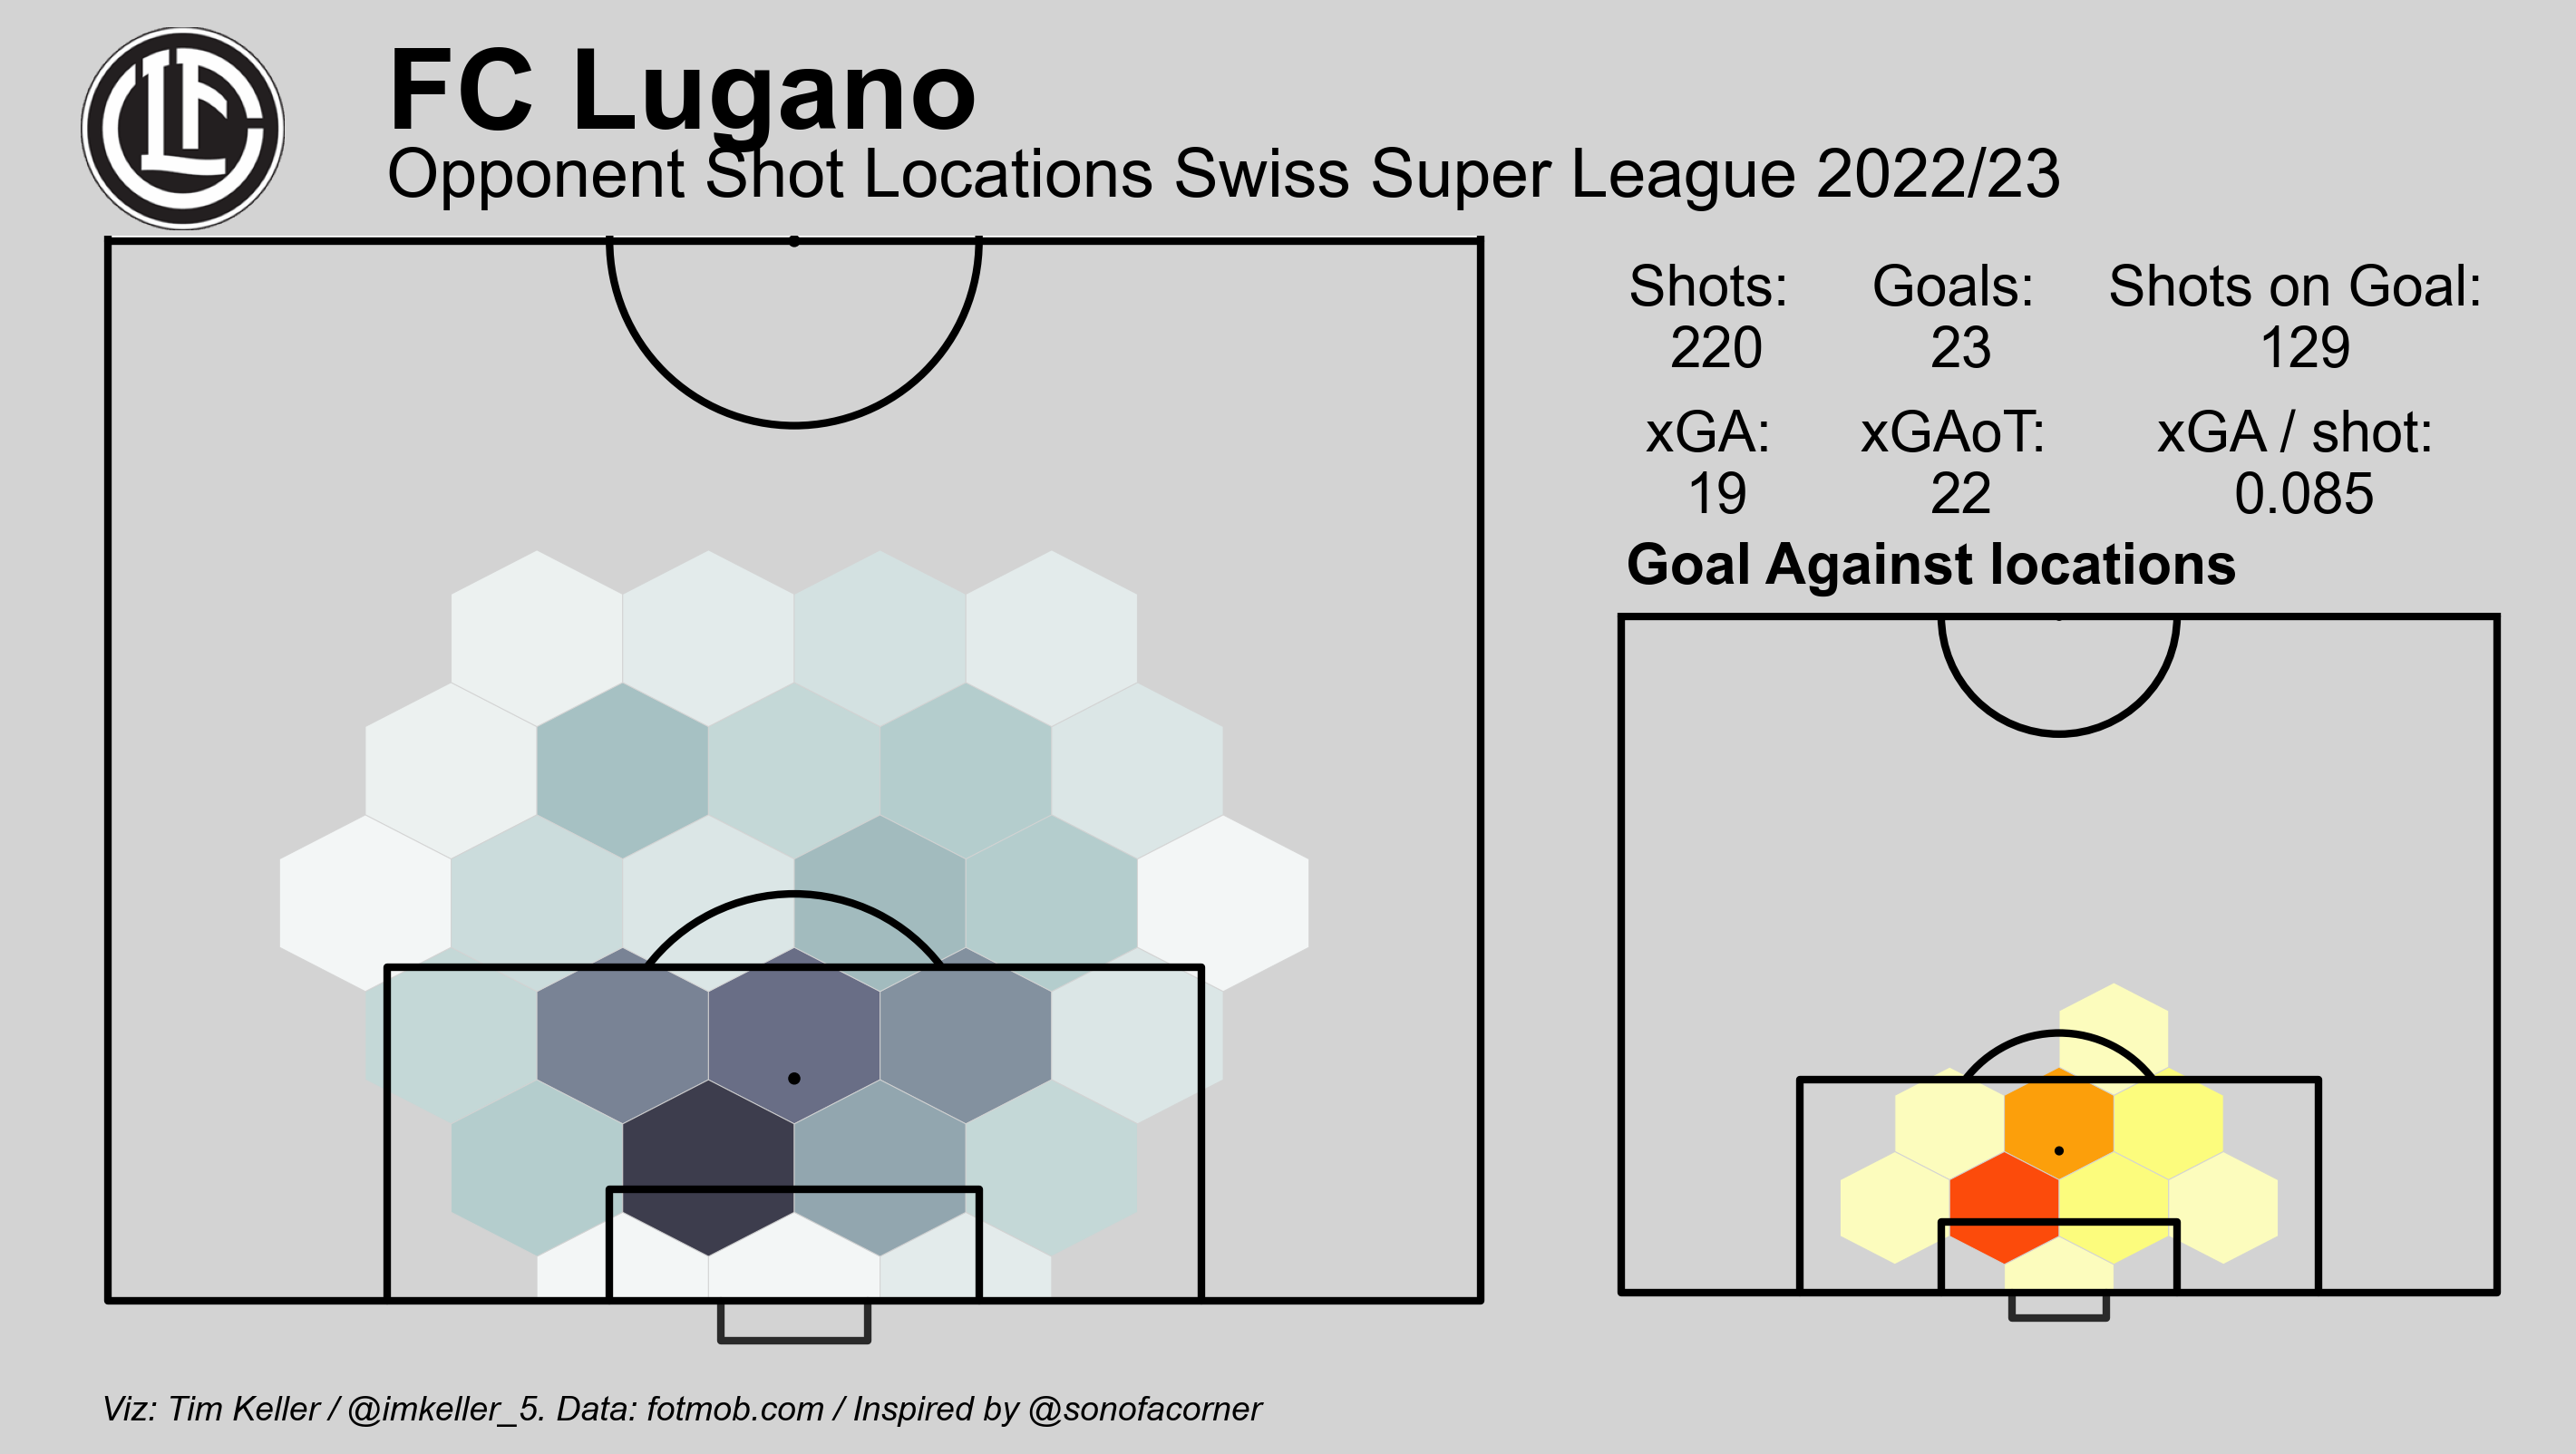 FC Lugano
Opponent Shot Locations Swiss Super League 2022/23
Shots: Goals: Shots on Goal:
220 23 129
xGA: xGAoT: xGA / shot:
19 22 0.085
Goal Against locations
Viz: Tim Keller / @imkeller_5. Data: fotmob.com / Inspired by @sonofacorner